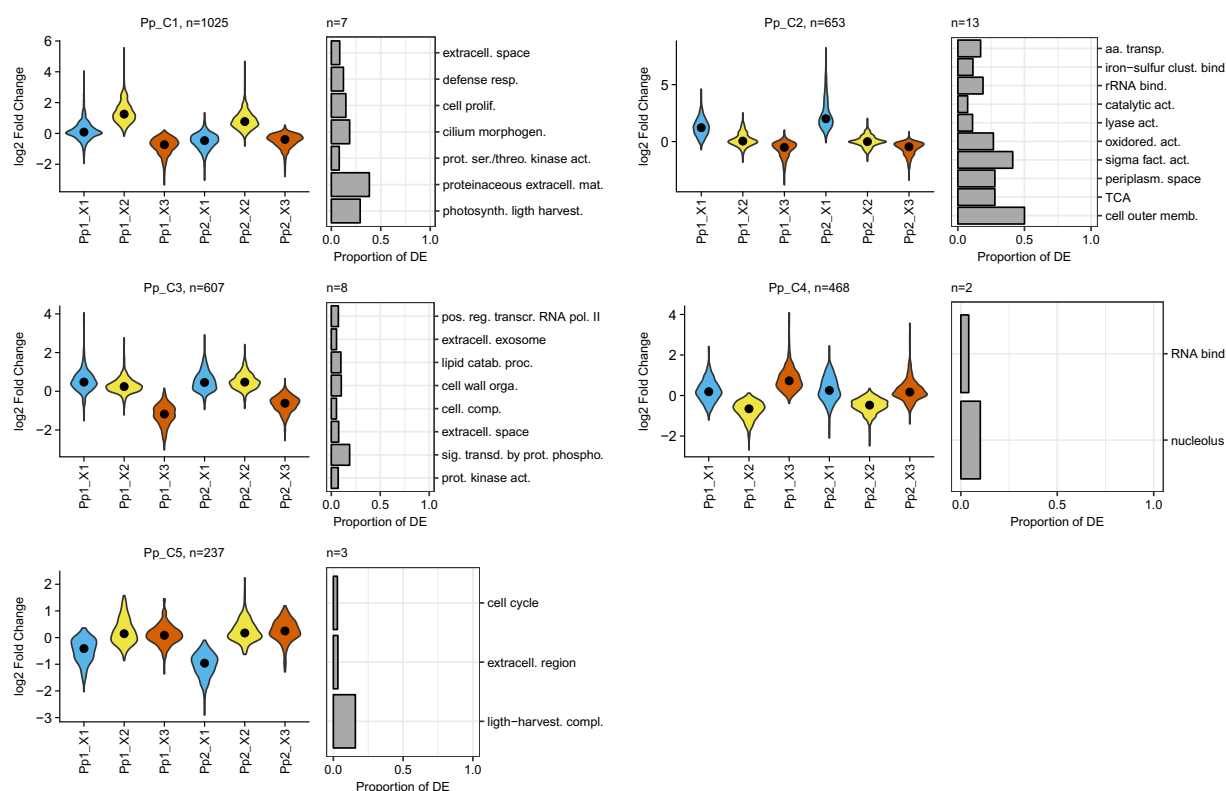 Pp_C1, n=1025
n=7
log2 Fold Change
6
4
2
0
−2
Pp1_X1
Pp1_X2
Pp1_X3
Pp2_X1
Pp2_X2
Pp2_X3
extracell. space
defense resp.
cell prolif.
cilium morphogen.
prot. ser./threo. kinase act.
proteinaceous extracell. mat.
photosynth. ligth harvest.
0.0
0.5
1.0
Proportion of DE
Pp_C2, n=653
n=13
log2 Fold Change
5
0
Pp1_X1
Pp1_X2
Pp1_X3
Pp2_X1
Pp2_X2
Pp2_X3
aa. transp.
iron−sulfur clust. bind
rRNA bind.
catalytic act.
lyase act.
oxidored. act.
sigma fact. act.
periplasm. space
TCA
cell outer memb.
0.0
0.5
1.0
Proportion of DE
Pp_C3, n=607
n=8
log2 Fold Change
4
2
0
−2
Pp1_X1
Pp1_X2
Pp1_X3
Pp2_X1
Pp2_X2
Pp2_X3
pos. reg. transcr. RNA pol. II
extracell. exosome
lipid catab. proc.
cell wall orga.
cell. comp.
extracell. space
sig. transd. by prot. phospho.
prot. kinase act.
0.0
0.5
1.0
Proportion of DE
Pp_C4, n=468
n=2
log2 Fold Change
4
2
0
−2
Pp1_X1
Pp1_X2
Pp1_X3
Pp2_X1
Pp2_X2
Pp2_X3
RNA bind
nucleolus
0.0
0.5
1.0
Proportion of DE
Pp_C5, n=237
n=3
log2 Fold Change
2
1
0
−1
−2
−3
Pp1_X1
Pp1_X2
Pp1_X3
Pp2_X1
Pp2_X2
Pp2_X3
cell cycle
extracell. region
ligth−harvest. compl.
0.0
0.5
1.0
Proportion of DE